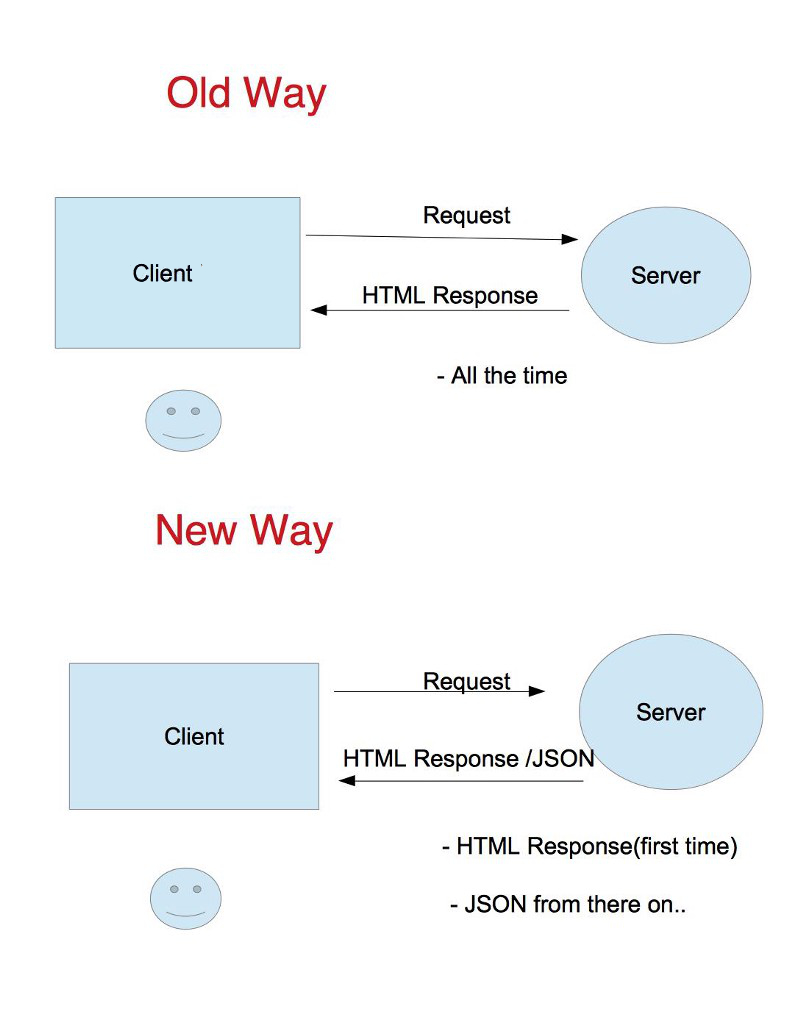 Old Way
Request
Client
Server
HTML Response
- All the time
New Way
Request
Client
Server
HTML Response /JSON
- HTML Response(first time)
- JSON from there on..